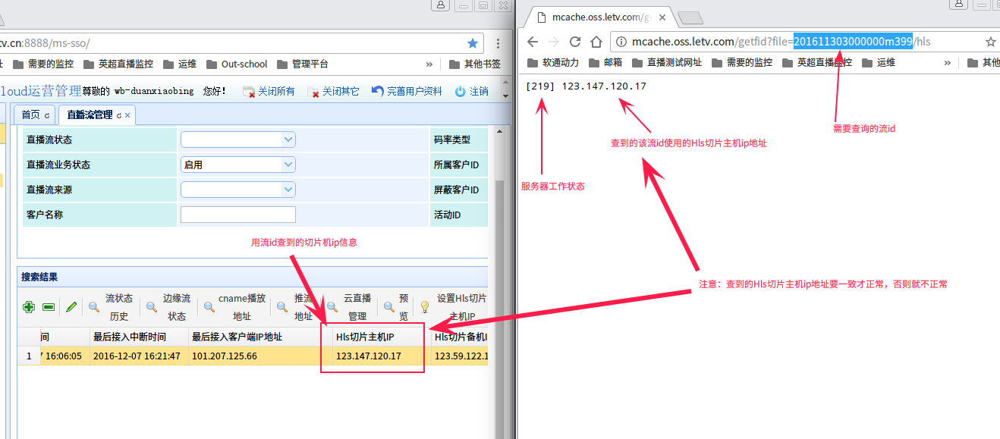 tv.cn:8888/ms-sso/
址 需要的监控 英超直播监控 运维 Out-school 管理平台 » 其他书签
loud运营管理 尊敬的 wb-duanxiaobing 您好! 关闭所有 关闭其它 完善用户资料 注销
首页 直播流管理
直播流状态 码率类型
直播流业务状态 启用 所属客户ID
直播流来源 屏蔽客户ID
客户名称 活动ID
用流id查到的切片机ip信息
搜索结果
流状态历史 边缘流状态 cname播放地址 推流地址 云直播管理 预览 设置Hls切片主机IP
间 最后接入中断时间 最后接入客户端IP地址 Hls切片主机IP Hls切片备机I
1 7 16:06:05 2016-12-07 16:21:47 101.207.125.66 123.147.120.17 123.59.122.1
mcache.oss.letv.com/g
mcache.oss.letv.com/getfid?file=201611303000000m399/hls
软通动力 邮箱 直播测试网址 需要的监控 英超直播监控 运维 » 其他
[219] 123.147.120.17
需要查询的流id
查到的该流id使用的Hls切片主机ip地址
服务器工作状态
注意：查到的Hls切片主机ip地址要一致才正常，否则就不正常